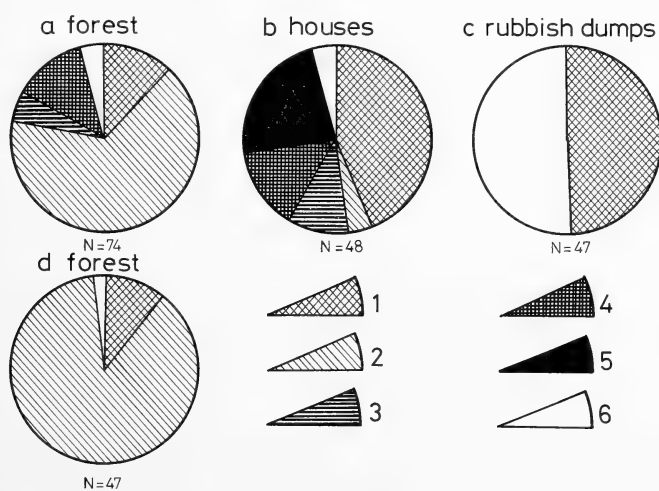 a forest
b houses
c rubbish dumps
N=74
N=48
N=47
d forest
1
4
2
5
3
6
N=47